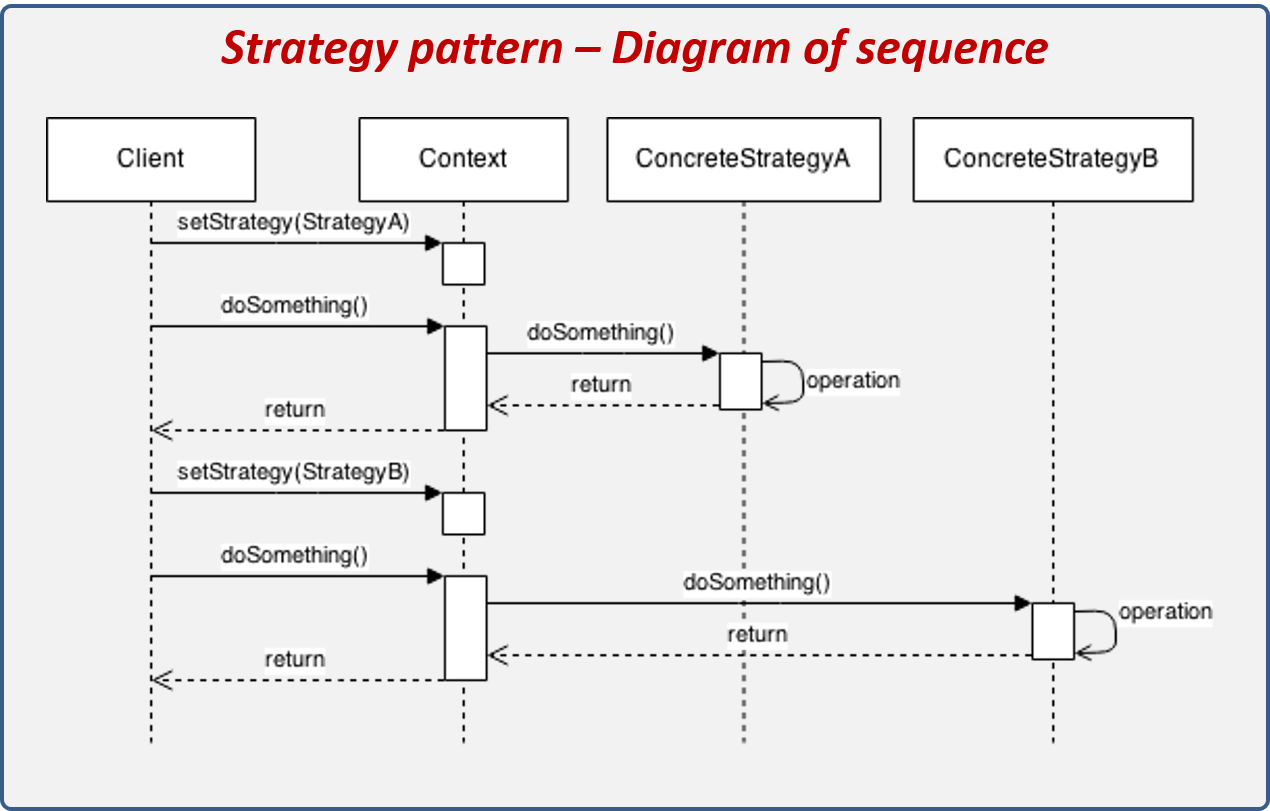 Strategy pattern – Diagram of sequence
Client
Context
ConcreteStrategyA
ConcreteStrategyB
setStrategy(StrategyA)
doSomething()
doSomething()
operation
return
return
setStrategy(StrategyB)
doSomething()
doSomething()
operation
return
return